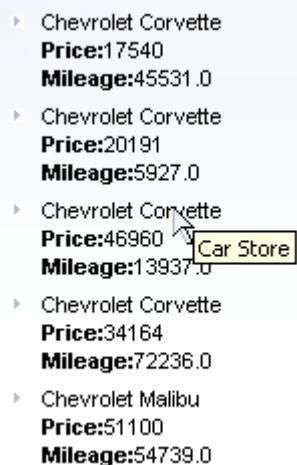 Chevrolet Corvette
Price:17540
Mileage:45531.0
Chevrolet Corvette
Price:20191
Mileage:5927.0
Chevrolet Corvette
Price:46960
Car Store
Mileage:13937.0
Chevrolet Corvette
Price:34164
Mileage:72236.0
Chevrolet Malibu
Price:51100
Mileage:54739.0